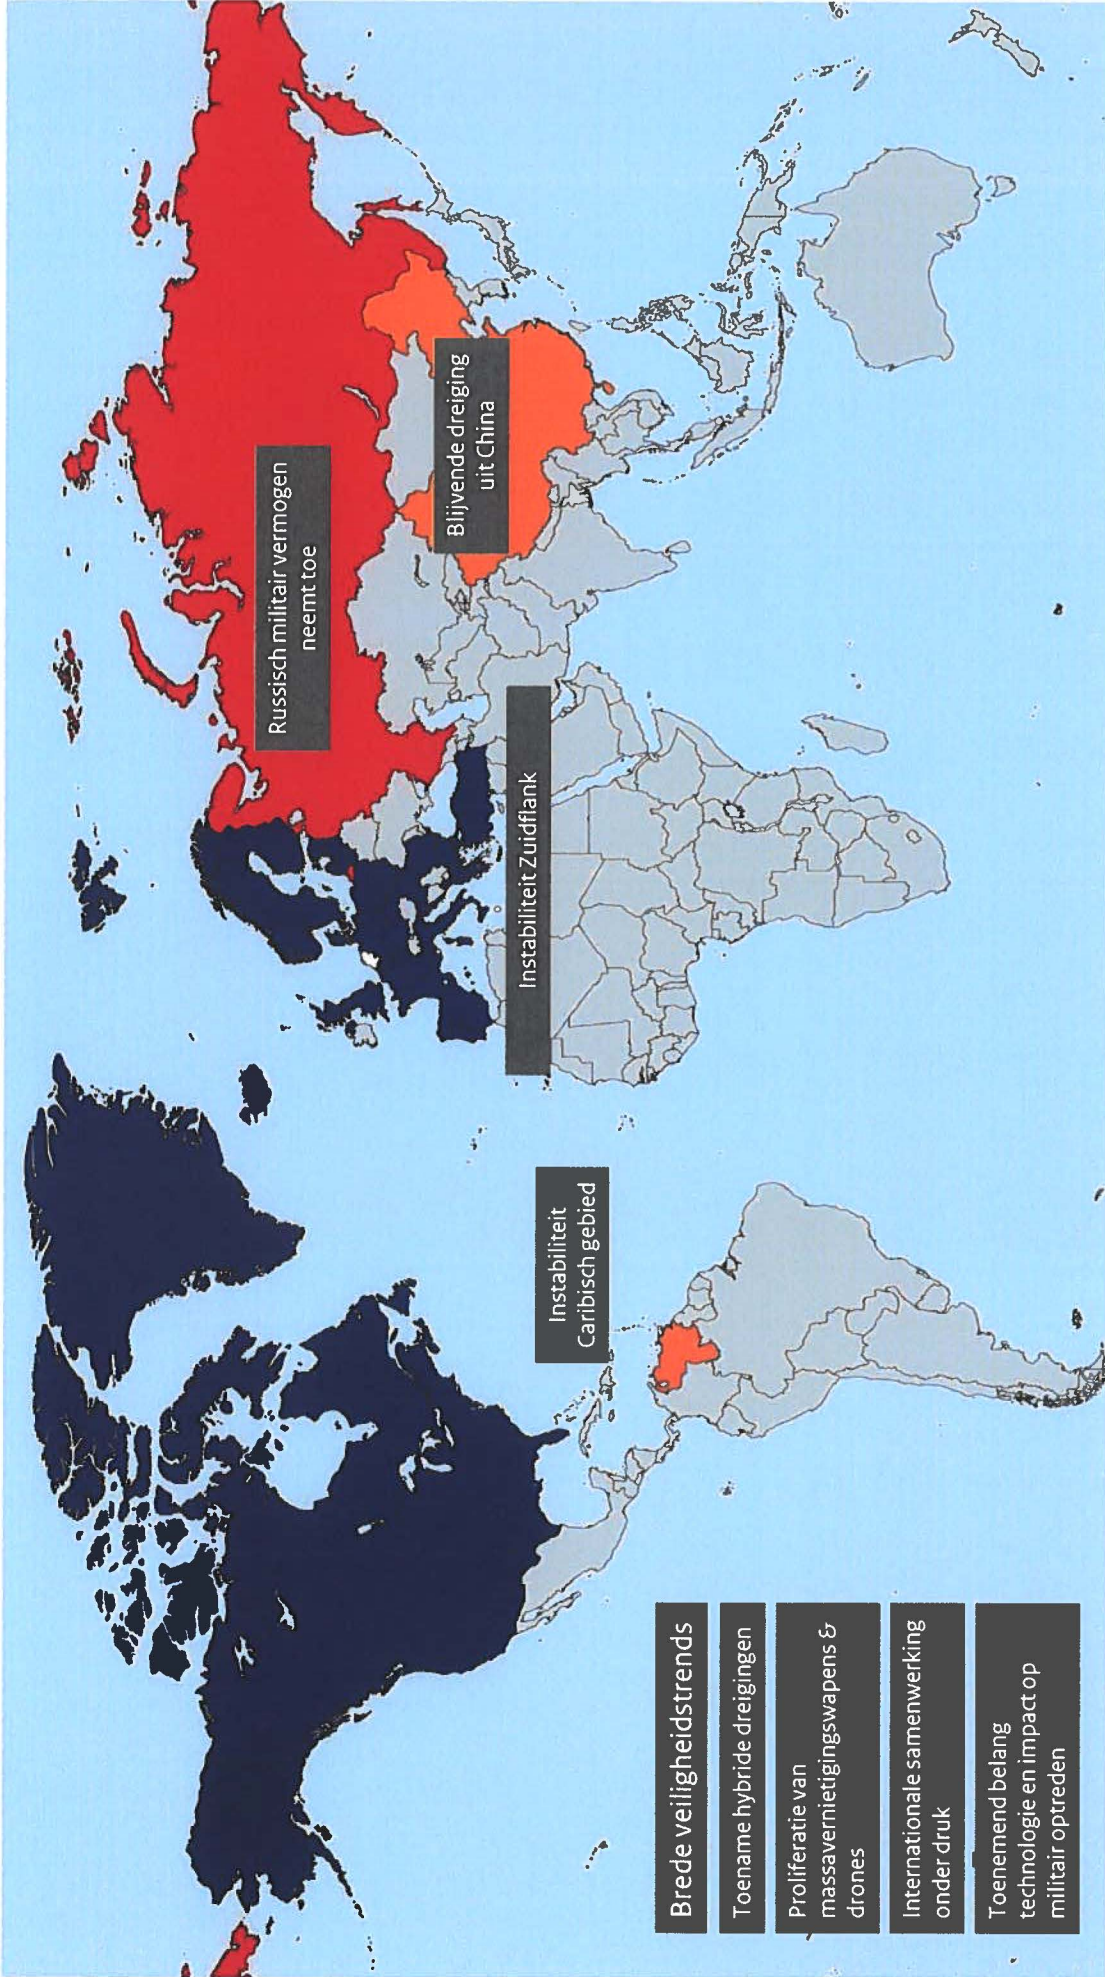 Russisch militair vermogen
neemt toe
Blijvende dreiging
uit China
Instabiliteit Zuidflank
Instabiliteit
Caribisch gebied
Brede veiligheidstrends
Toename hybride dreigingen
Proliferatie van
massavernietigingswapens &
drones
Internationale samenwerking
onder druk
Toenemend belang
technologie en impact op
militair optreden